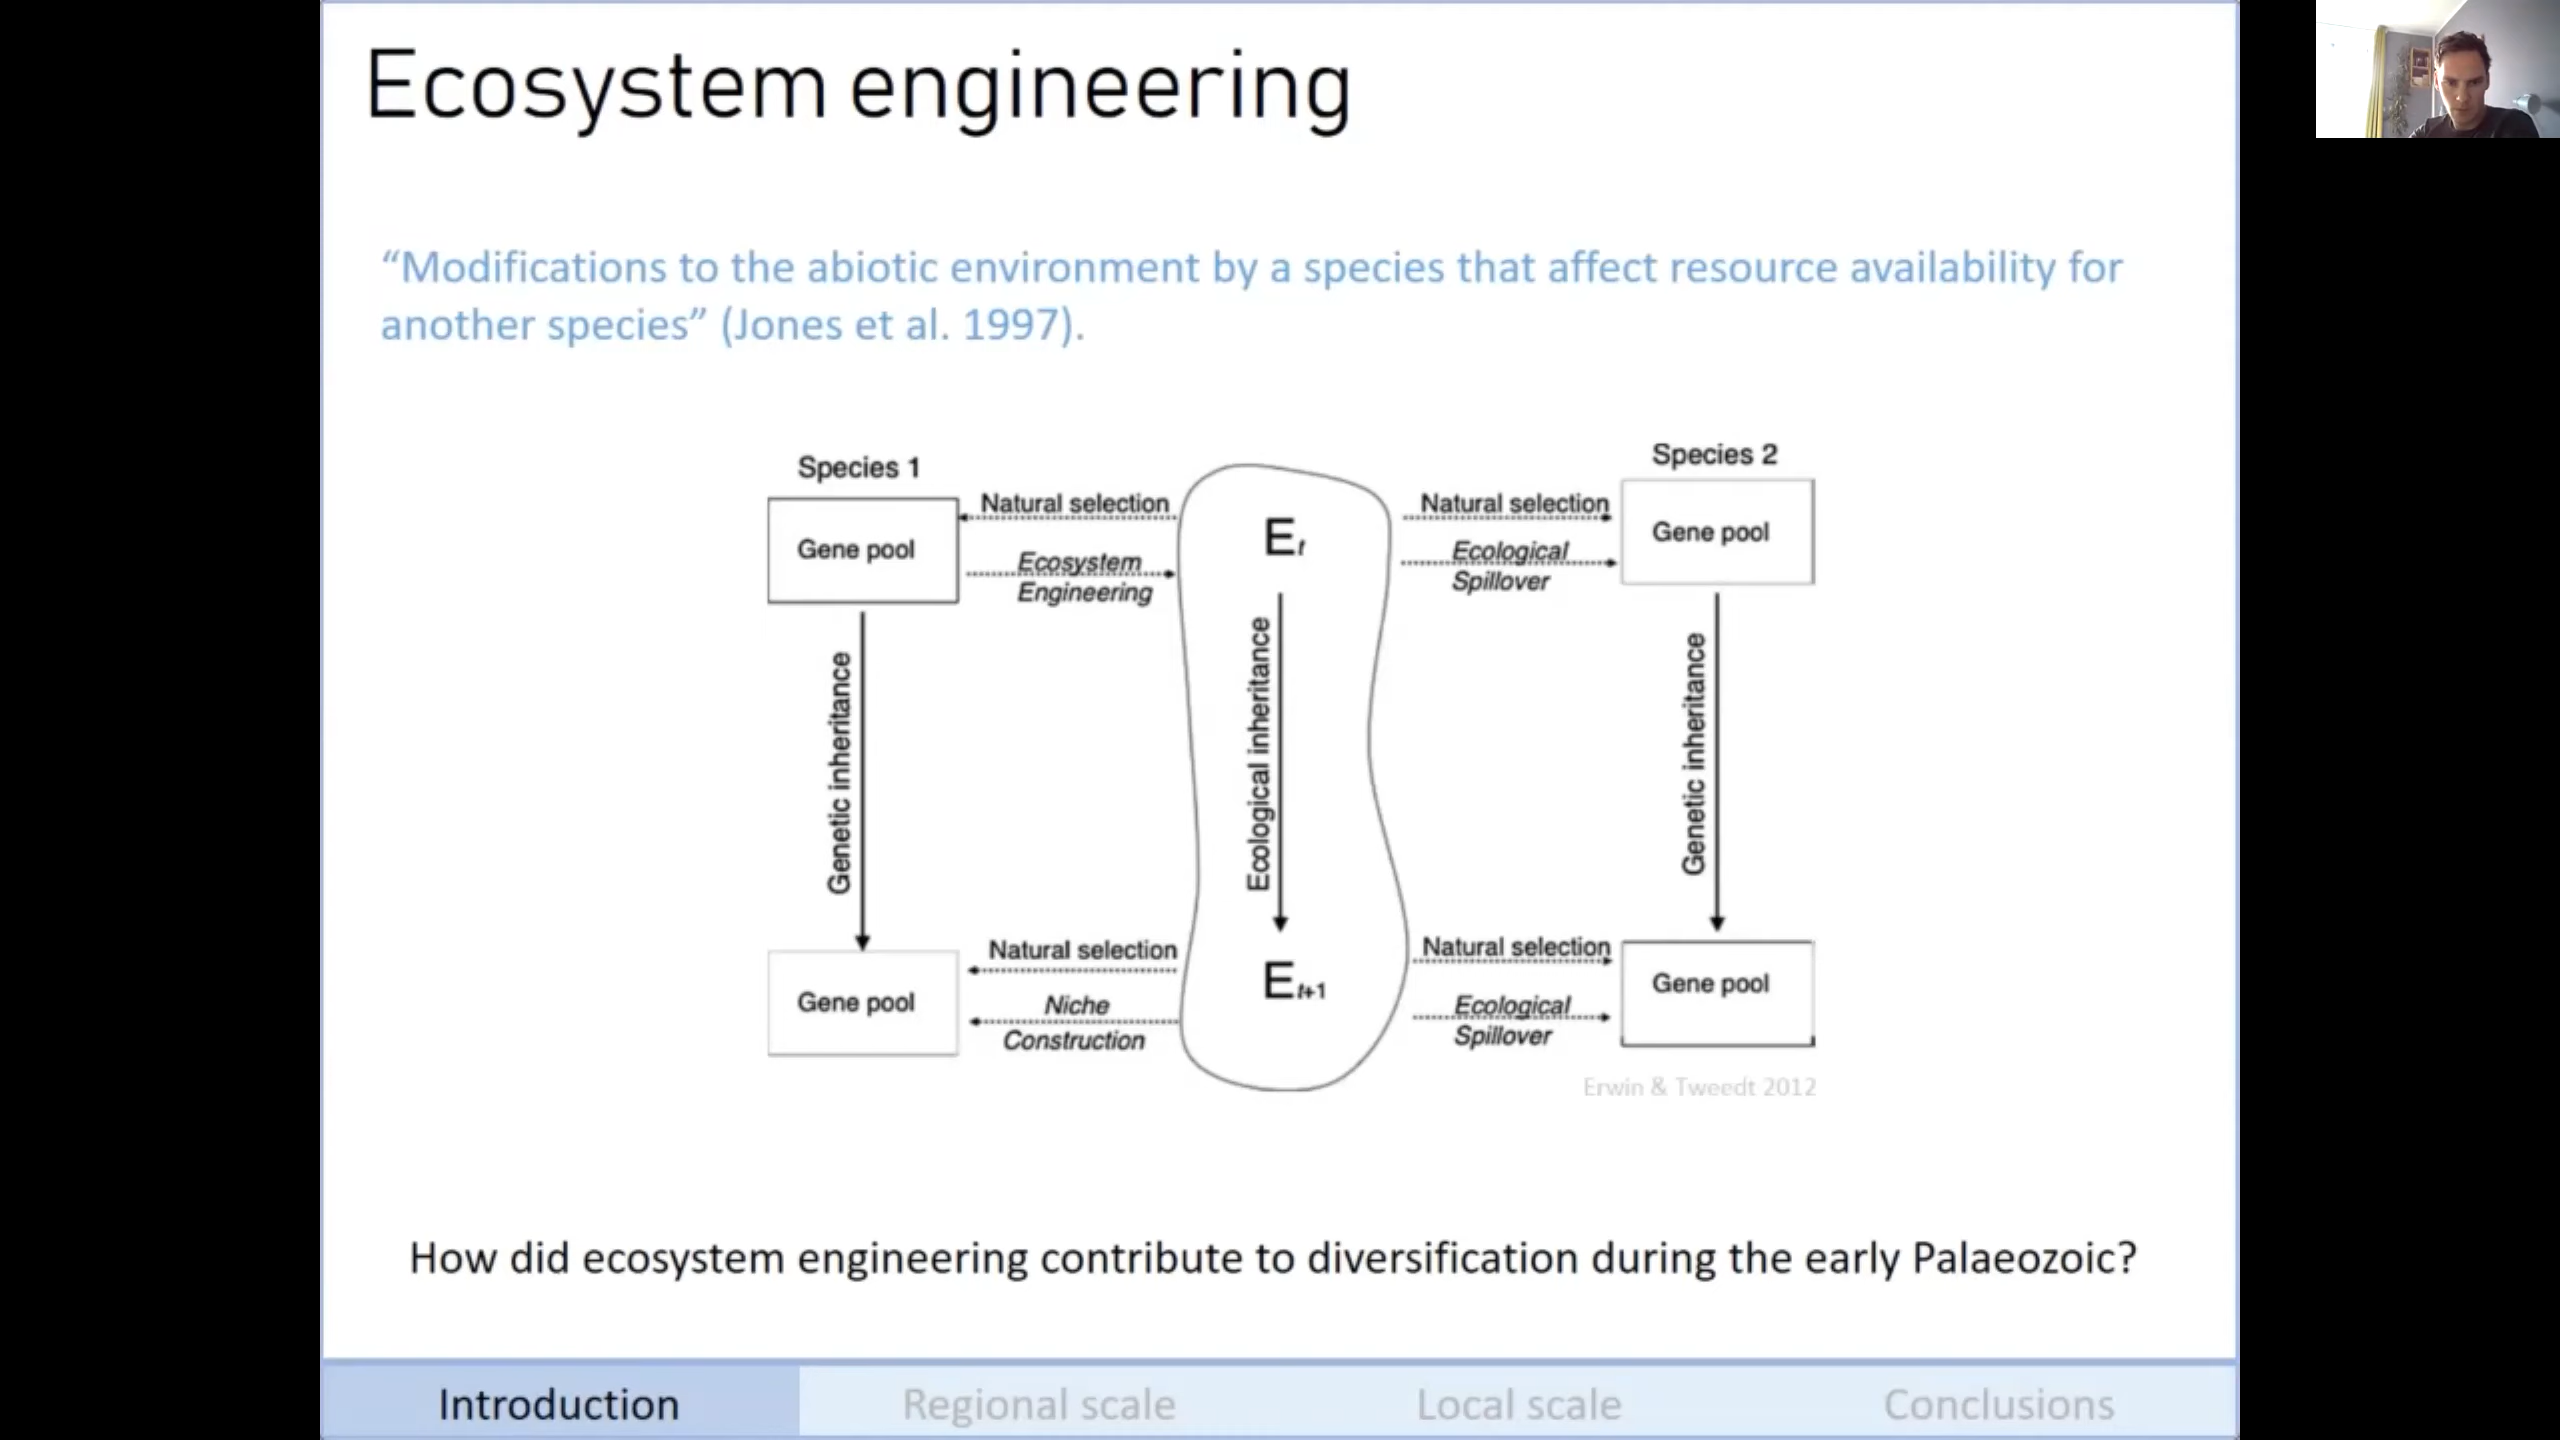 Ecosystem engineering
“Modifications to the abiotic environment by a species that affect resource availability for
another species” (Jones et al. 1997).
Species 1
Species 2
Gene pool
Natural selection
Ecosystem
Engineering
Et
Natural selection
Ecological
Spillover
Gene pool
Genetic inheritance
Ecological inheritance
Genetic inheritance
Gene pool
Natural selection
Niche
Construction
Et+1
Natural selection
Ecological
Spillover
Gene pool
Erwin & Tweedt 2012
How did ecosystem engineering contribute to diversification during the early Palaeozoic?
Introduction
Regional scale
Local scale
Conclusions